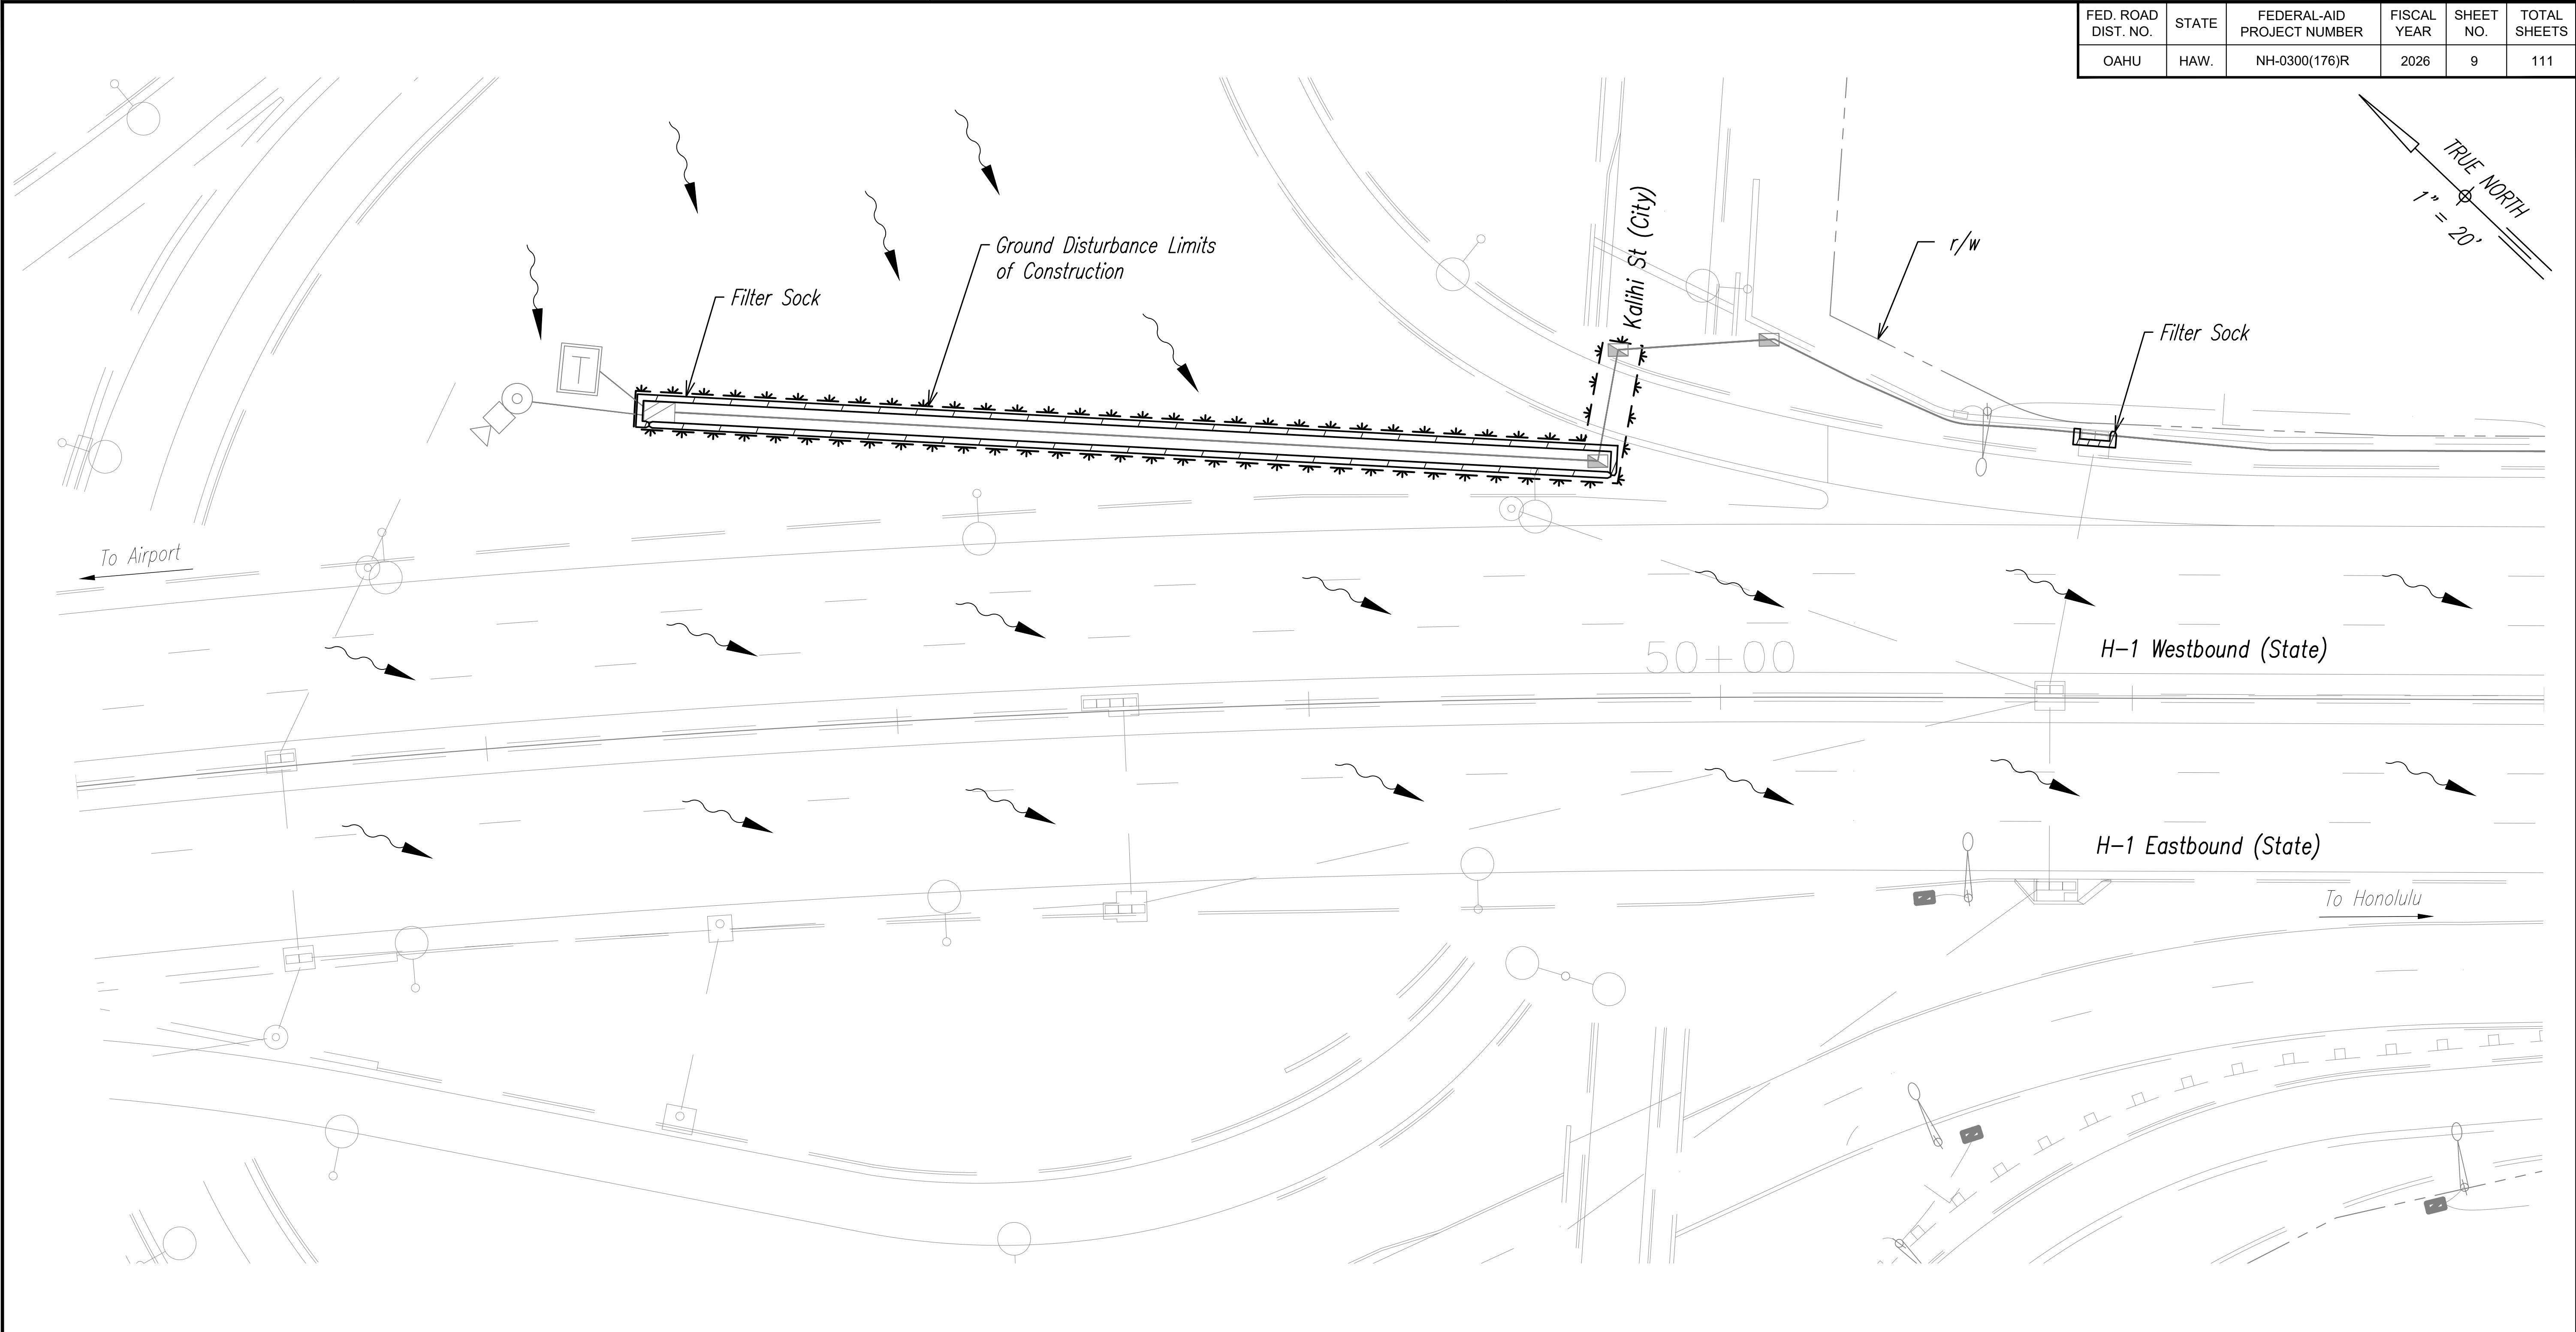 FED. ROAD DIST. NO.
STATE
FEDERAL-AID PROJECT NUMBER
FISCAL YEAR
SHEET NO.
TOTAL SHEETS
OAHU
HAW.
NH-0300(176)R
2026
9
111
TRUE NORTH
1" = 20'
Kalihi St (City)
Ground Disturbance Limits
of Construction
r/w
Filter Sock
Filter Sock
T
To Airport
50+00
H-1 Westbound (State)
H-1 Eastbound (State)
To Honolulu